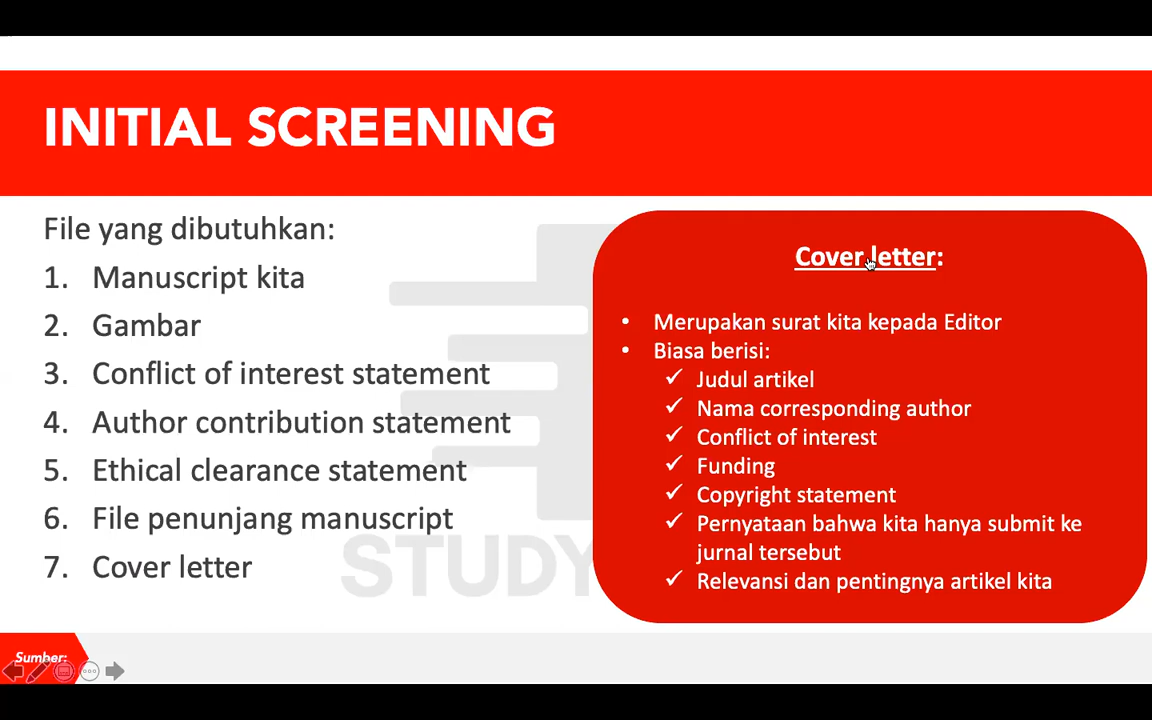 INITIAL SCREENING
File yang dibutuhkan:
1. Manuscript kita
2. Gambar
3. Conflict of interest statement
4. Author contribution statement
5. Ethical clearance statement
6. File penunjang manuscript
7. Cover letter
STUDY
Cover letter:
• Merupakan surat kita kepada Editor
• Biasa berisi:
✓ Judul artikel
✓ Nama corresponding author
✓ Conflict of interest
✓ Funding
✓ Copyright statement
✓ Pernyataan bahwa kita hanya submit ke
jurnal tersebut
✓ Relevansi dan pentingnya artikel kita
Sumber: